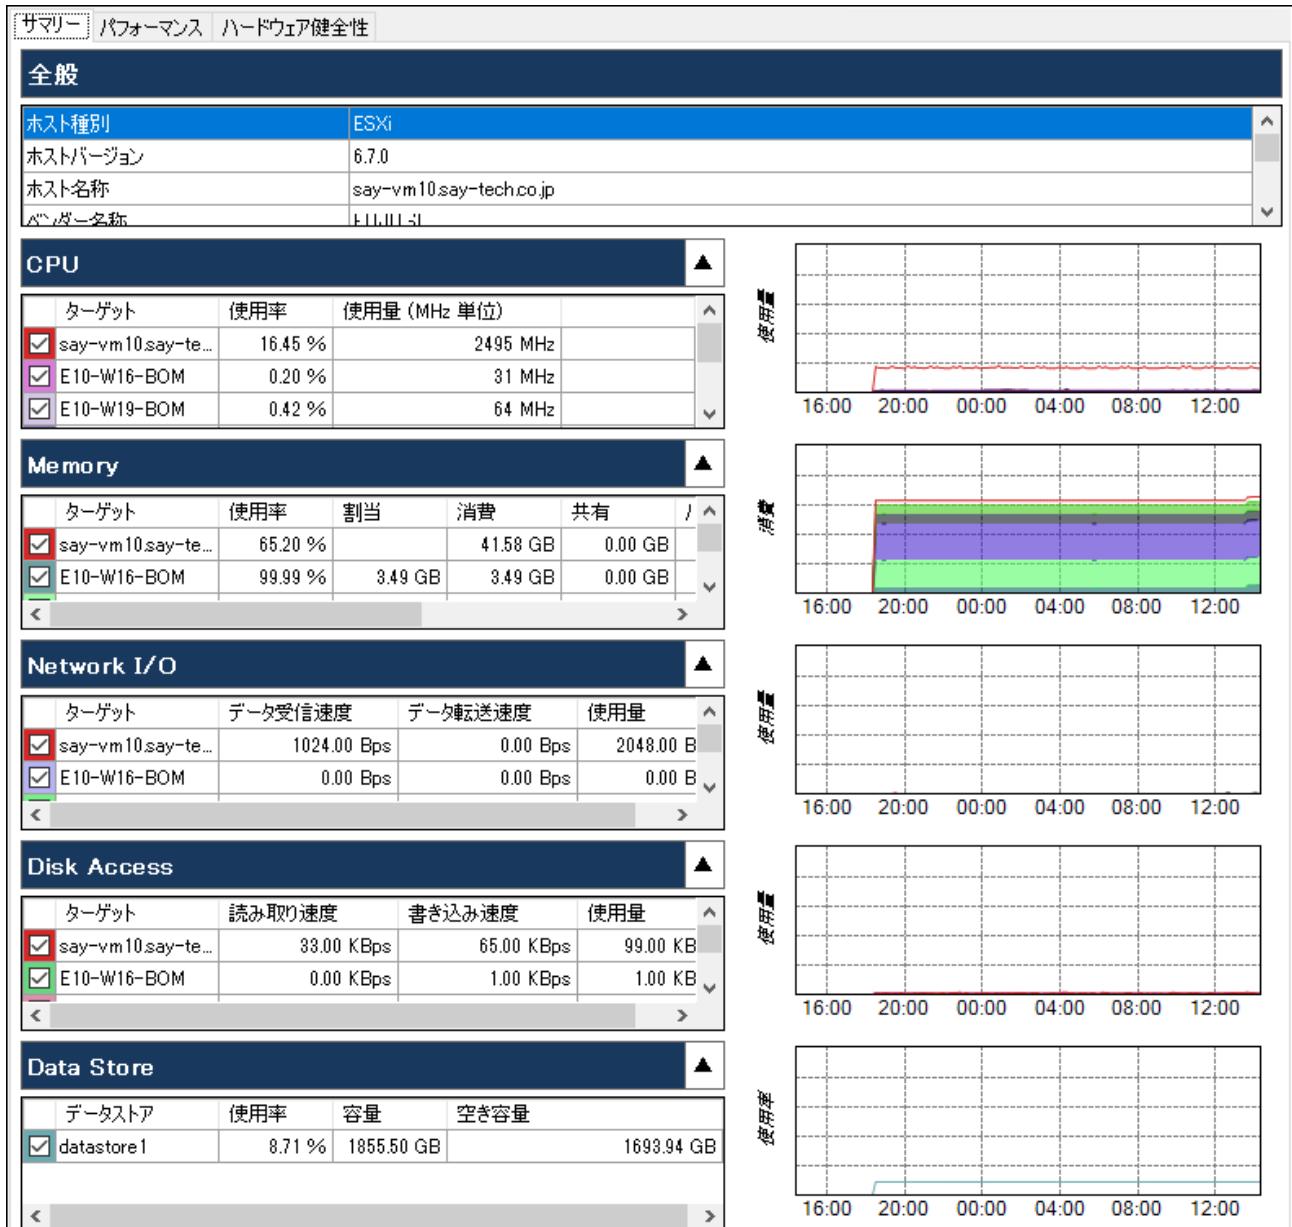 サマリー パフォーマンス ハードウェア健全性
全般
ホスト種別 ESXi
ホストバージョン 6.7.0
ホスト名称 say-vm10.say-tech.co.jp
ベンダー名称
CPU
ターゲット 使用率 使用量 (MHz 単位)
say-vm10.say-te... 16.45 % 2495 MHz
E10-W16-BOM 0.20 % 31 MHz
E10-W19-BOM 0.42 % 64 MHz
使用量
16:00 20:00 00:00 04:00 08:00 12:00
Memory
ターゲット 使用率 割当 消費 共有
say-vm10.say-te... 65.20 % 41.58 GB 0.00 GB
E10-W16-BOM 99.99 % 3.49 GB 3.49 GB 0.00 GB
消費
16:00 20:00 00:00 04:00 08:00 12:00
Network I/O
ターゲット データ受信速度 データ転送速度 使用量
say-vm10.say-te... 1024.00 Bps 0.00 Bps 2048.00 B
E10-W16-BOM 0.00 Bps 0.00 Bps 0.00 B
使用量
16:00 20:00 00:00 04:00 08:00 12:00
Disk Access
ターゲット 読み取り速度 書き込み速度 使用量
say-vm10.say-te... 33.00 KBps 65.00 KBps 99.00 KB
E10-W16-BOM 0.00 KBps 1.00 KBps 1.00 KB
使用量
16:00 20:00 00:00 04:00 08:00 12:00
Data Store
データストア 使用率 容量 空き容量
datastore1 8.71 % 1855.50 GB 1693.94 GB
使用率
16:00 20:00 00:00 04:00 08:00 12:00